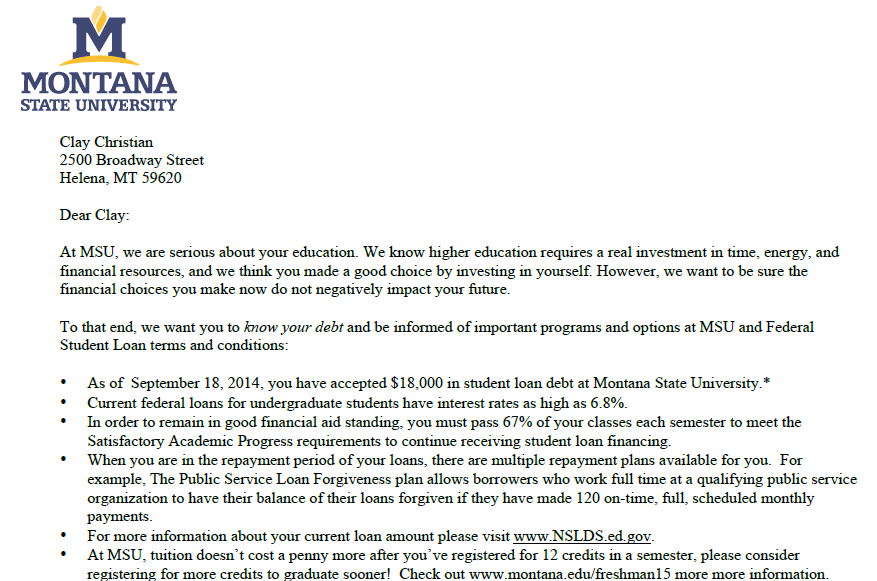 M
MONTANA
STATE UNIVERSITY
Clay Christian
2500 Broadway Street
Helena, MT 59620
Dear Clay:
At MSU, we are serious about your education. We know higher education requires a real investment in time, energy, and
financial resources, and we think you made a good choice by investing in yourself. However, we want to be sure the
financial choices you make now do not negatively impact your future.
To that end, we want you to know your debt and be informed of important programs and options at MSU and Federal
Student Loan terms and conditions:
• As of September 18, 2014, you have accepted $18,000 in student loan debt at Montana State University.*
• Current federal loans for undergraduate students have interest rates as high as 6.8%.
• In order to remain in good financial aid standing, you must pass 67% of your classes each semester to meet the
Satisfactory Academic Progress requirements to continue receiving student loan financing.
• When you are in the repayment period of your loans, there are multiple repayment plans available for you. For
example, The Public Service Loan Forgiveness plan allows borrowers who work full time at a qualifying public service
organization to have their balance of their loans forgiven if they have made 120 on-time, full, scheduled monthly
payments.
• For more information about your current loan amount please visit www.NSLDS.ed.gov.
• At MSU, tuition doesn't cost a penny more after you've registered for 12 credits in a semester, please consider
registering for more credits to graduate sooner! Check out www.montana.edu/freshman15 more more information.